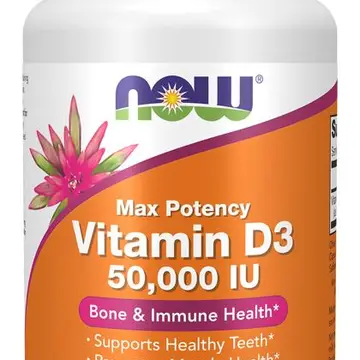 NOW®
Max Potency
Vitamin D3
50,000 IU
Bone & Immune Health*
• Supports Healthy Teeth*